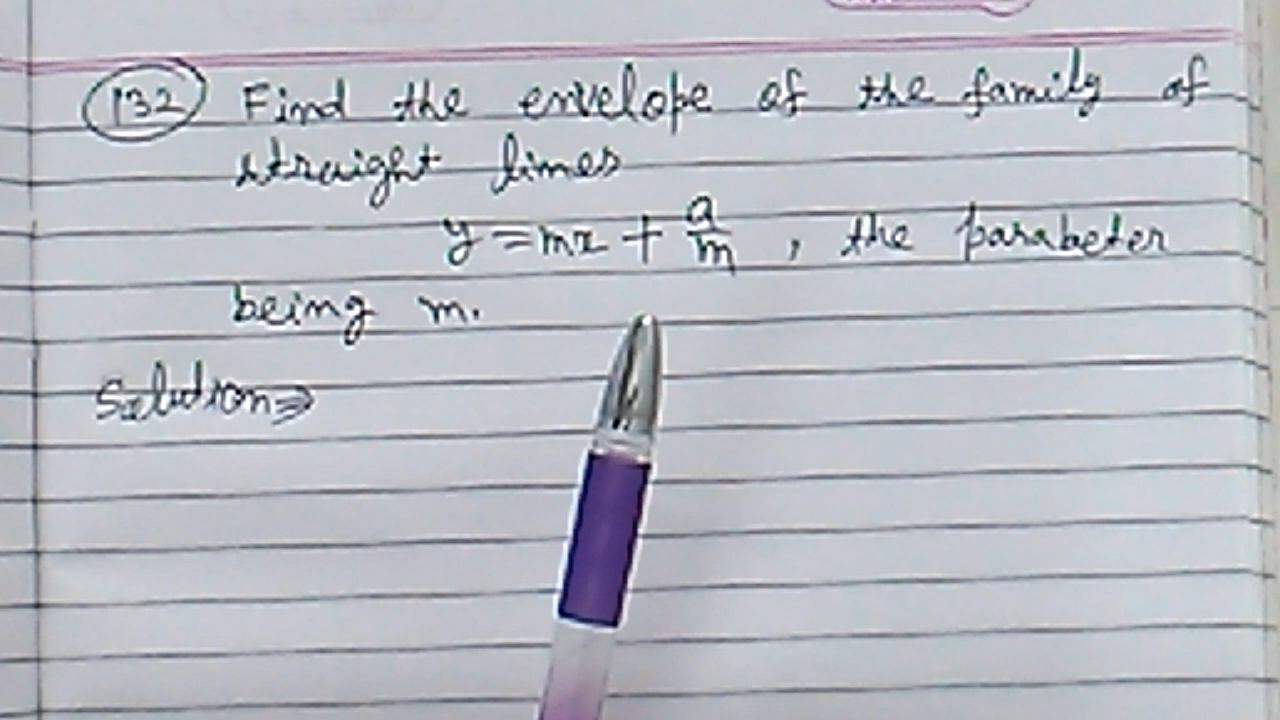 132 Find the envelope of the family of
straight lines
y = mx + a/m , the parabeter
being m.
Solution ⇒